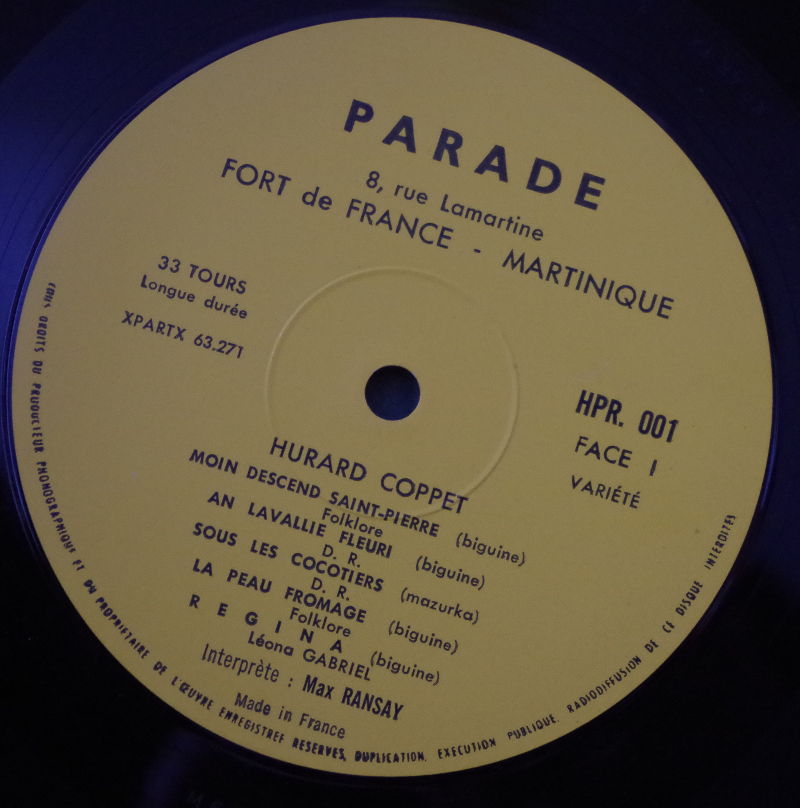 PARADE
8, rue Lamartine
FORT de FRANCE - MARTINIQUE
33 TOURS
Longue durée
XPARTX 63.271
HPR. 001
FACE I
VARIÉTÉ
HURARD COPPET
MOIN DESCEND SAINT-PIERRE (biguine)
Folklore
AN LAVALLIE FLEURI (biguine)
D. R.
SOUS LES COCOTIERS (mazurka)
D. R.
LA PEAU FROMAGE (biguine)
Folklore
REGINA (biguine)
Léona GABRIEL
Interprète : Max RANSAY
Made in France
DROITS DU PRODUCTEUR PHONOGRAPHIQUE ET DU PROPRIETAIRE DE L'ŒUVRE ENREGISTREE RESERVES, DUPLICATION, EXECUTION PUBLIQUE, RADIODIFFUSION DE CE DISQUE INTERDITES